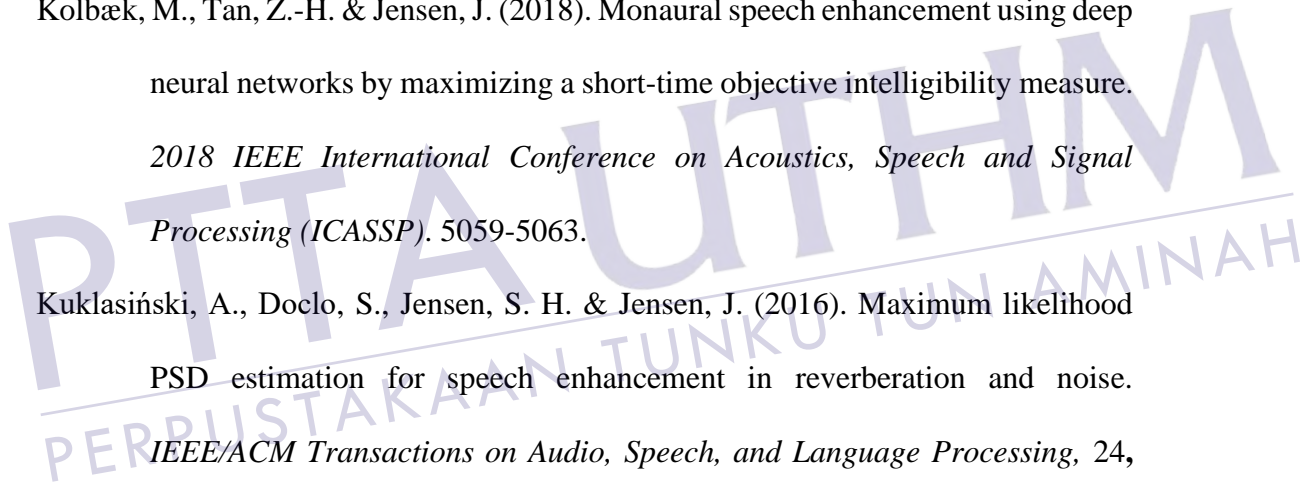 Kolbæk, M., Tan, Z.-H. & Jensen, J. (2018). Monaural speech enhancement using deep
neural networks by maximizing a short-time objective intelligibility measure.
2018 IEEE International Conference on Acoustics, Speech and Signal
Processing (ICASSP). 5059-5063.
Kuklasiński, A., Doclo, S., Jensen, S. H. & Jensen, J. (2016). Maximum likelihood
PSD estimation for speech enhancement in reverberation and noise.
IEEE/ACM Transactions on Audio, Speech, and Language Processing, 24,
PTTA UTHM
PERPUSTAKAAN TUNKU TUN AMINAH